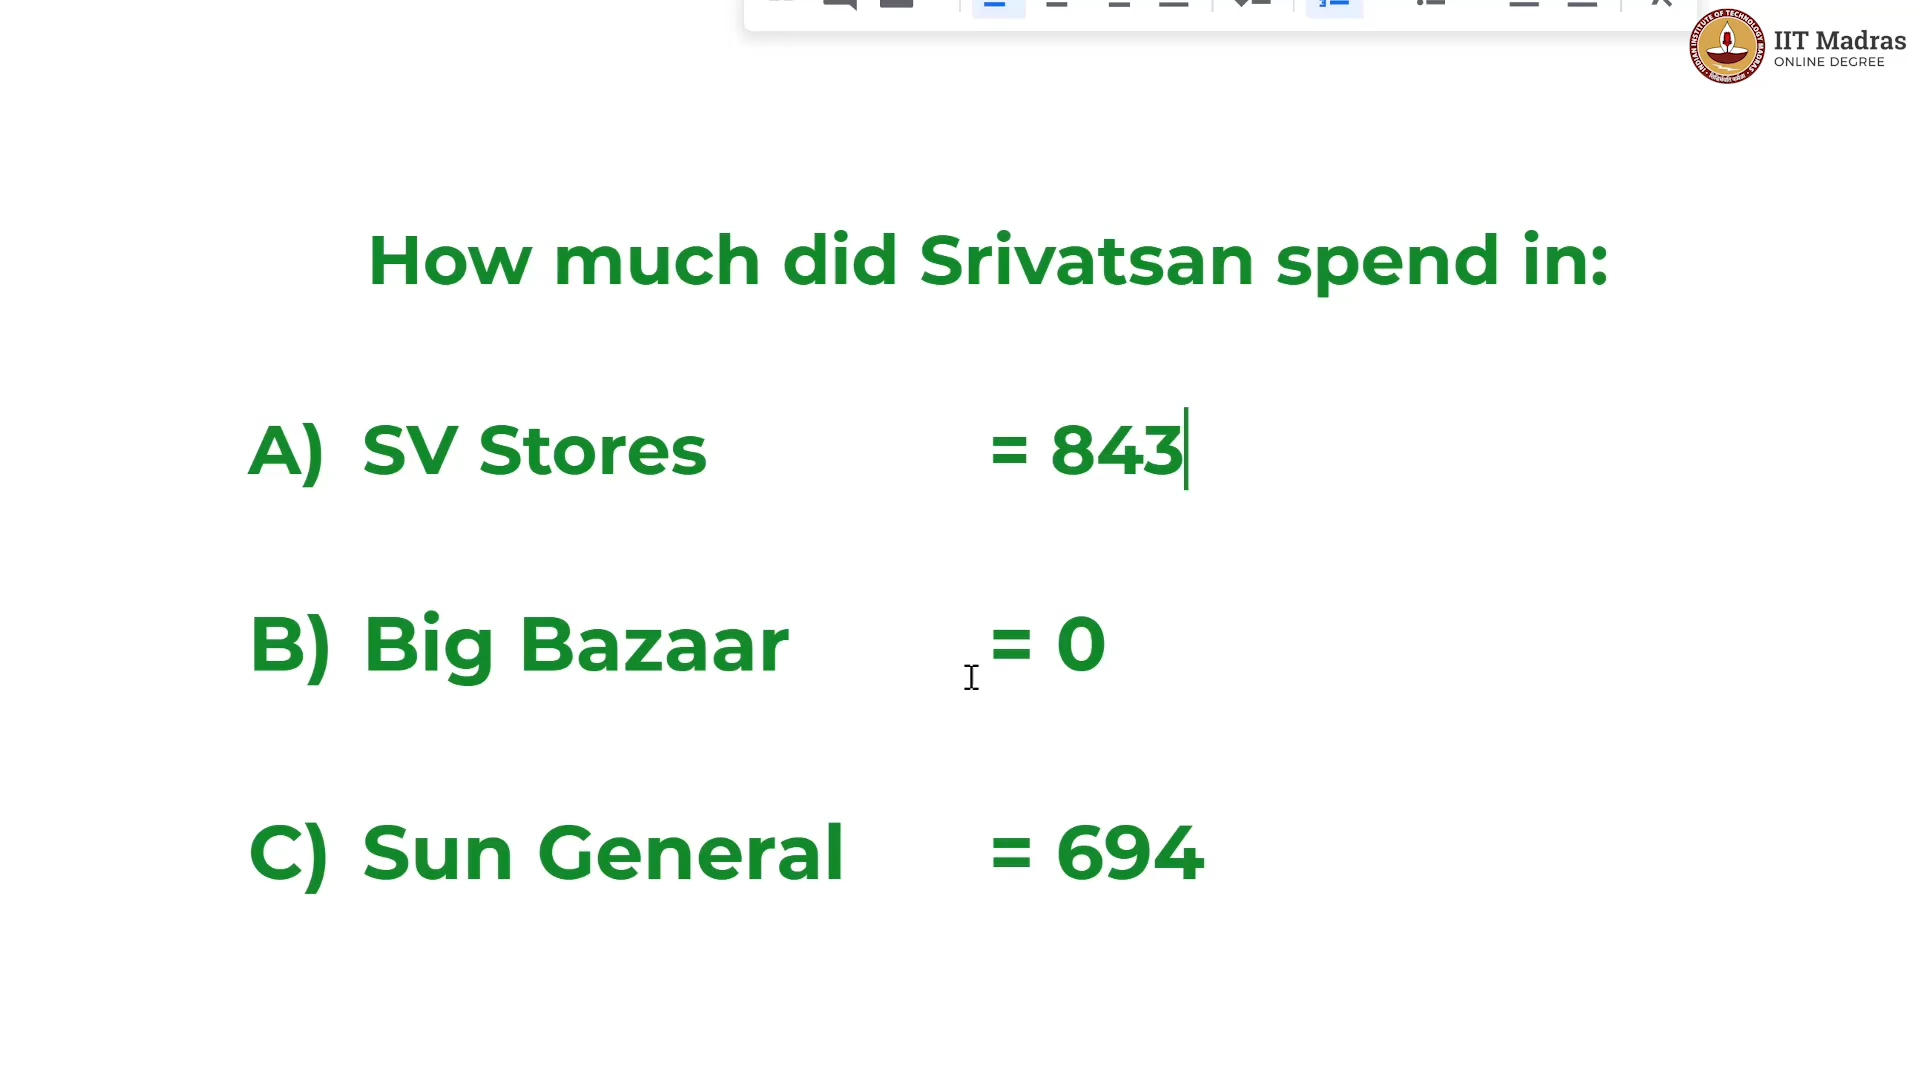 IIT Madras
ONLINE DEGREE
How much did Srivatsan spend in:
A) SV Stores = 843
B) Big Bazaar = 0
C) Sun General = 694